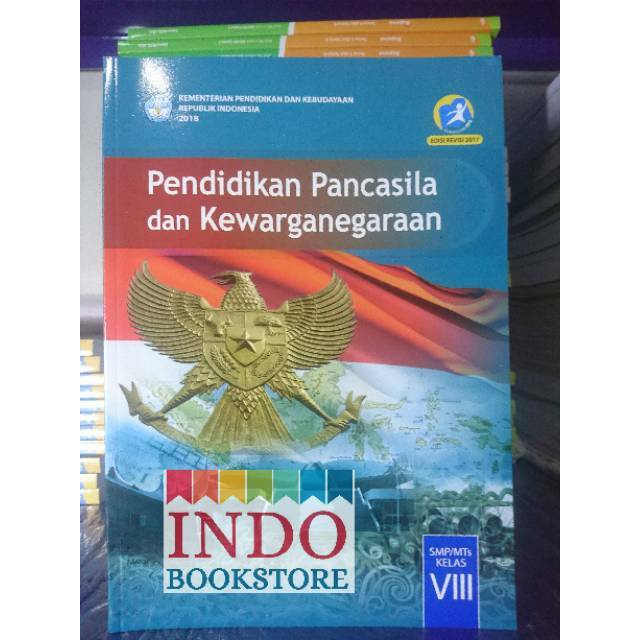 KEMENTERIAN PENDIDIKAN DAN KEBUDAYAAN
REPUBLIK INDONESIA
2018
EDISI REVISI 2017
Pendidikan Pancasila
dan Kewarganegaraan
INDO
BOOKSTORE
SMP/MTs
KELAS
VIII